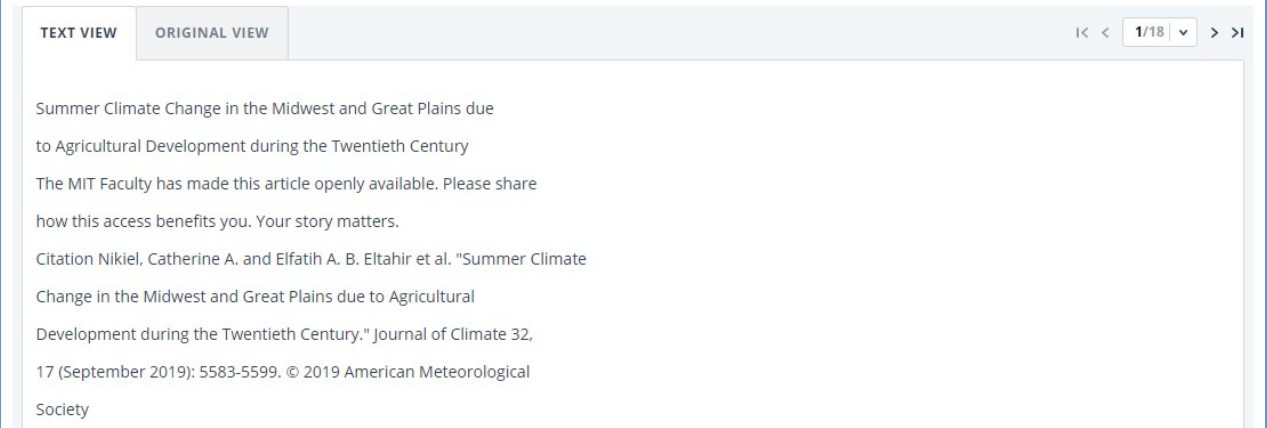 TEXT VIEW ORIGINAL VIEW 1/18
Summer Climate Change in the Midwest and Great Plains due
to Agricultural Development during the Twentieth Century
The MIT Faculty has made this article openly available. Please share
how this access benefits you. Your story matters.
Citation Nikiel, Catherine A. and Elfatih A. B. Eltahir et al. "Summer Climate
Change in the Midwest and Great Plains due to Agricultural
Development during the Twentieth Century." Journal of Climate 32,
17 (September 2019): 5583-5599. © 2019 American Meteorological
Society